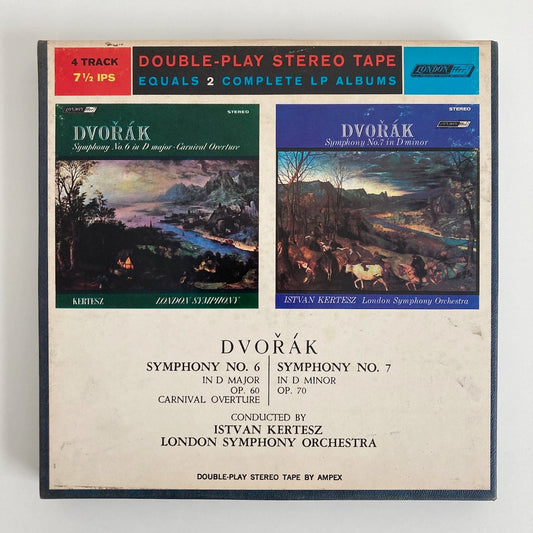 4 TRACK
7 ½ IPS
DOUBLE-PLAY STEREO TAPE
EQUALS 2 COMPLETE LP ALBUMS
LONDON ffrr
STEREO
DVOŘÁK
Symphony No. 6 in D major · Carnival Overture
KERTESZ LONDON SYMPHONY
STEREO
DVOŘÁK
Symphony No. 7 in D minor
ISTVAN KERTESZ London Symphony Orchestra
DVOŘÁK
SYMPHONY NO. 6
IN D MAJOR
OP. 60
CARNIVAL OVERTURE
SYMPHONY NO. 7
IN D MINOR
OP. 70
CONDUCTED BY
ISTVAN KERTESZ
LONDON SYMPHONY ORCHESTRA
DOUBLE-PLAY STEREO TAPE BY AMPEX